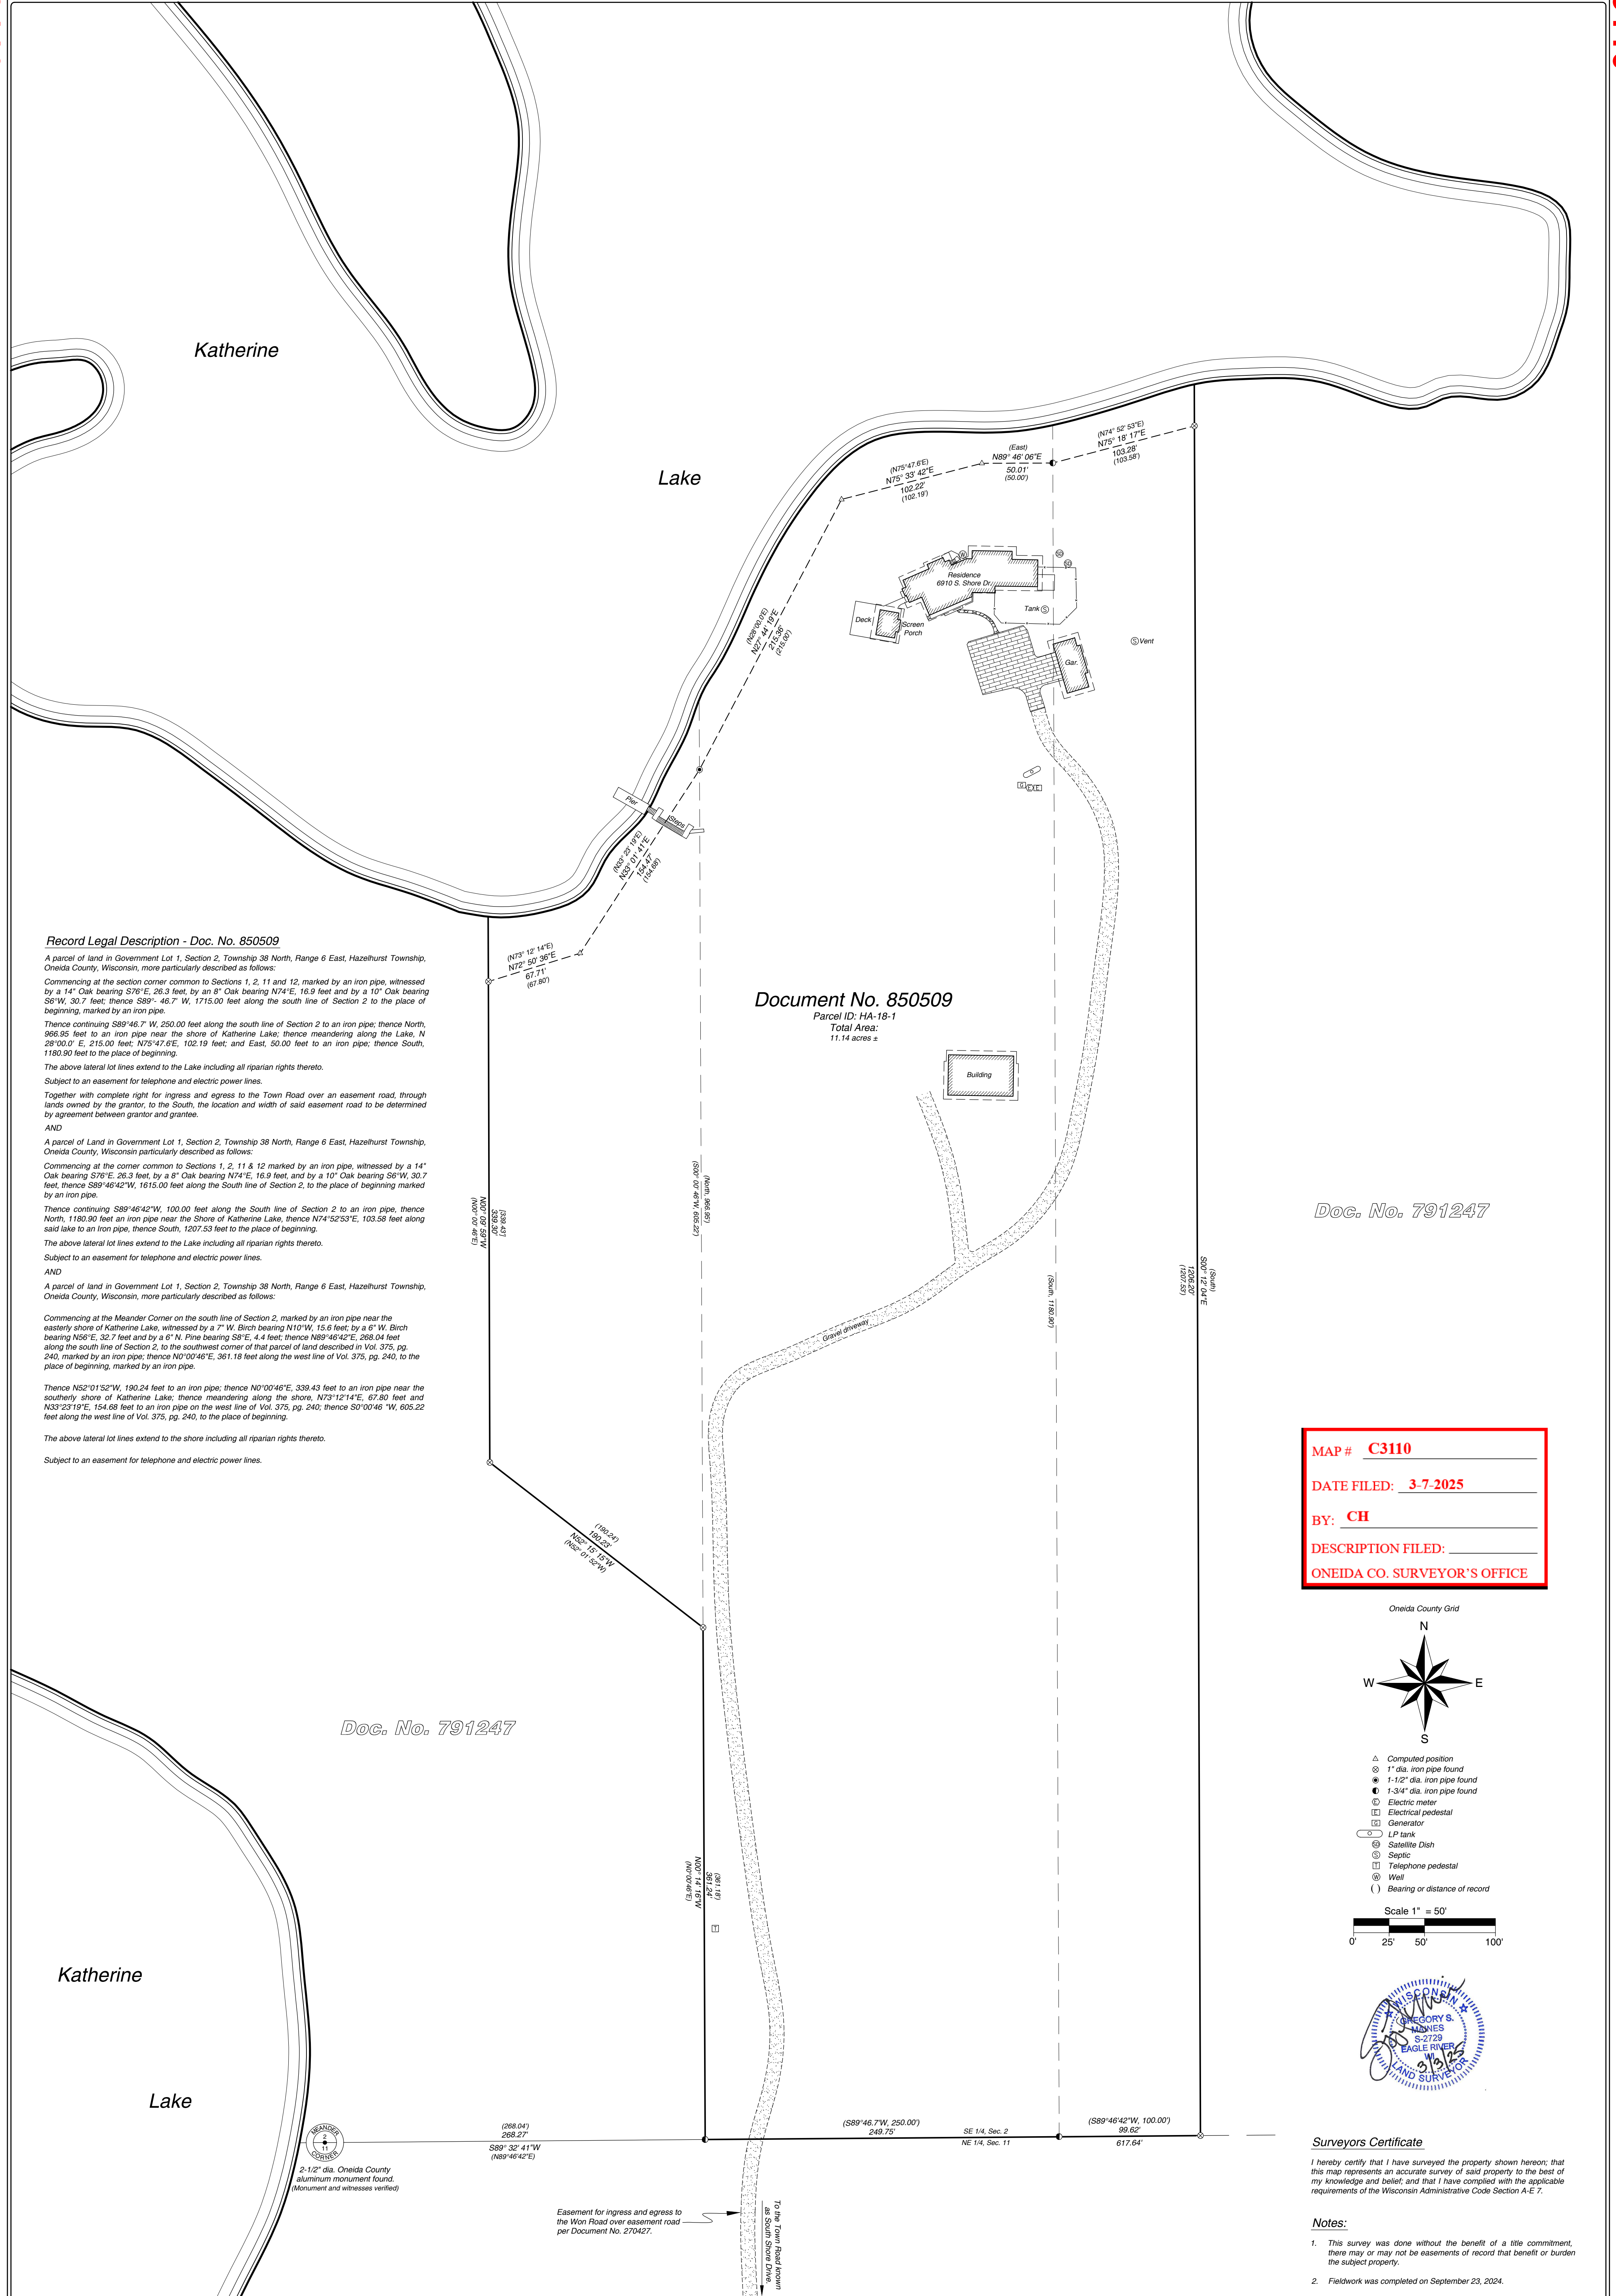 Katherine
Lake
(N74° 52' 53"E)
N75° 18' 17"E
103.28'
(103.58')
(East)
N89° 46' 06"E
50.01'
(50.00')
(N75°47.6'E)
N75° 33' 42"E
102.22'
(102.19')
Residence
6910 S. Shore Dr.
Tank
S
W
SD
SD
Deck
Screen
Porch
Gar.
S
Vent
(N28°00.0'E)
N27° 44' 19"E
215.36'
(215.00')
G
E
E
Pier
Steps
(N33° 23' 19"E)
N33° 01' 41"E
154.47'
(154.68')
(N73° 12' 14"E)
N72° 50' 36"E
67.71'
(67.80')
Record Legal Description - Doc. No. 850509
A parcel of land in Government Lot 1, Section 2, Township 38 North, Range 6 East, Hazelhurst Township,
Oneida County, Wisconsin, more particularly described as follows:
Commencing at the section corner common to Sections 1, 2, 11 and 12, marked by an iron pipe, witnessed
by a 14" Oak bearing S76°E, 26.3 feet, by an 8" Oak bearing N74°E, 16.9 feet and by a 10" Oak bearing
S6°W, 30.7 feet; thence S89°- 46.7' W, 1715.00 feet along the south line of Section 2 to the place of
beginning, marked by an iron pipe.
Thence continuing S89°46.7' W, 250.00 feet along the south line of Section 2 to an iron pipe; thence North,
966.95 feet to an iron pipe near the shore of Katherine Lake; thence meandering along the Lake, N
28°00.0' E, 215.00 feet; N75°47.6'E, 102.19 feet; and East, 50.00 feet to an iron pipe; thence South,
1180.90 feet to the place of beginning.
The above lateral lot lines extend to the Lake including all riparian rights thereto.
Subject to an easement for telephone and electric power lines.
Together with complete right for ingress and egress to the Town Road over an easement road, through
lands owned by the grantor, to the South, the location and width of said easement road to be determined
by agreement between grantor and grantee.
AND
A parcel of Land in Government Lot 1, Section 2, Township 38 North, Range 6 East, Hazelhurst Township,
Oneida County, Wisconsin particularly described as follows:
Commencing at the corner common to Sections 1, 2, 11 & 12 marked by an iron pipe, witnessed by a 14"
Oak bearing S76°E. 26.3 feet, by a 8" Oak bearing N74°E, 16.9 feet, and by a 10" Oak bearing S6°W, 30.7
feet, thence S89°46'42"W, 1615.00 feet along the South line of Section 2, to the place of beginning marked
by an iron pipe.
Thence continuing S89°46'42"W, 100.00 feet along the South line of Section 2 to an iron pipe, thence
North, 1180.90 feet an iron pipe near the Shore of Katherine Lake, thence N74°52'53"E, 103.58 feet along
said lake to an Iron pipe, thence South, 1207.53 feet to the place of beginning.
The above lateral lot lines extend to the Lake including all riparian rights thereto.
Subject to an easement for telephone and electric power lines.
AND
A parcel of land in Government Lot 1, Section 2, Township 38 North, Range 6 East, Hazelhurst Township,
Oneida County, Wisconsin, more particularly described as follows:
Commencing at the Meander Corner on the south line of Section 2, marked by an iron pipe near the
easterly shore of Katherine Lake, witnessed by a 7" W. Birch bearing N10°W, 15.6 feet; by a 6" W. Birch
bearing N56°E, 32.7 feet and by a 6" N. Pine bearing S8°E, 4.4 feet; thence N89°46'42"E, 268.04 feet
along the south line of Section 2, to the southwest corner of that parcel of land described in Vol. 375, pg.
240, marked by an iron pipe; thence N0°00'46"E, 361.18 feet along the west line of Vol. 375, pg. 240, to the
place of beginning, marked by an iron pipe.
Thence N52°01'52"W, 190.24 feet to an iron pipe; thence N0°00'46"E, 339.43 feet to an iron pipe near the
southerly shore of Katherine Lake; thence meandering along the shore, N73°12'14"E, 67.80 feet and
N33°23'19"E, 154.68 feet to an iron pipe on the west line of Vol. 375, pg. 240; thence S0°00'46 "W, 605.22
feet along the west line of Vol. 375, pg. 240, to the place of beginning.
The above lateral lot lines extend to the shore including all riparian rights thereto.
Subject to an easement for telephone and electric power lines.
Document No. 850509
Parcel ID: HA-18-1
Total Area:
11.14 acres ±
Building
(339.43')
339.30'
N00° 09' 59"W
(N00° 00' 46"E)
(North, 966.95')
(S00° 00' 46"W, 605.22')
(South, 1180.90')
(South)
S00° 12' 04"E
1206.20'
(1207.53')
Doc. No. 791247
Gravel driveway
(190.24')
190.23'
N52° 15' 15"W
(N52° 01' 52"W)
MAP # C3110
DATE FILED: 3-7-2025
BY: CH
DESCRIPTION FILED:
ONEIDA CO. SURVEYOR'S OFFICE
Oneida County Grid
N
W
E
S
Doc. No. 791247
Computed position
1" dia. iron pipe found
1-1/2" dia. iron pipe found
1-3/4" dia. iron pipe found
E Electric meter
E Electrical pedestal
G Generator
LP tank
SD Satellite Dish
S Septic
T Telephone pedestal
W Well
( ) Bearing or distance of record
Scale 1" = 50'
0' 25' 50' 100'
(361.18')
361.24'
N00° 14' 16"W
(N0°00'46"E)
T
WISCONSIN
GREGORY S.
MAINES
S-2729
EAGLE RIVER
WI
3/3/25
LAND SURVEYOR
Katherine
Lake
MEANDER
2
11
CORNER
2-1/2" dia. Oneida County
aluminum monument found.
(Monument and witnesses verified)
(268.04')
268.27'
S89° 32' 41"W
(N89°46'42"E)
(S89°46.7'W, 250.00')
249.75'
SE 1/4, Sec. 2
NE 1/4, Sec. 11
(S89°46'42"W, 100.00')
99.62'
617.64'
Easement for ingress and egress to
the Won Road over easement road
per Document No. 270427.
To the Town Road known
as South Shore Drive.
Surveyors Certificate
I hereby certify that I have surveyed the property shown hereon; that
this map represents an accurate survey of said property to the best of
my knowledge and belief; and that I have complied with the applicable
requirements of the Wisconsin Administrative Code Section A-E 7.
Notes:
1. This survey was done without the benefit of a title commitment,
there may or may not be easements of record that benefit or burden
the subject property.
2. Fieldwork was completed on September 23, 2024.